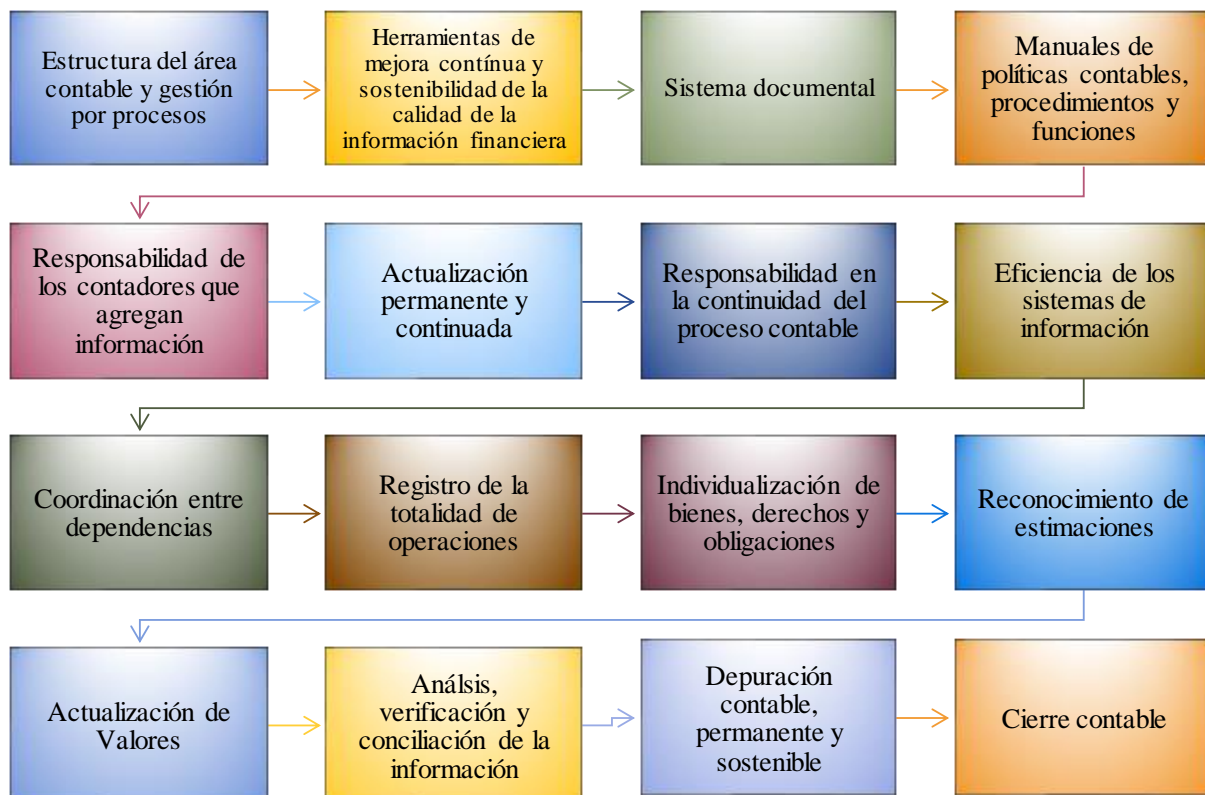 Estructura del área
contable y gestión
por procesos
Herramientas de
mejora contínua y
sostenibilidad de la
calidad de la
información financiera
Sistema documental
Manuales de
políticas contables,
procedimientos y
funciones
Responsabilidad de
los contadores que
agregan
información
Actualización
permanente y
continuada
Responsabilidad en
la continuidad del
proceso contable
Eficiencia de los
sistemas de
información
Coordinación entre
dependencias
Registro de la
totalidad de
operaciones
Individualización de
bienes, derechos y
obligaciones
Reconocimiento de
estimaciones
Actualización de
Valores
Análsis,
verificación y
conciliación de la
información
Depuración
contable,
permanente y
sostenible
Cierre contable